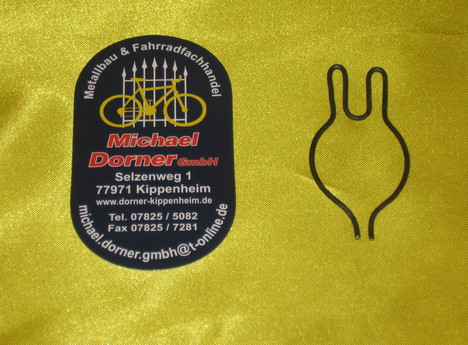 Metallbau & Fahrradfachhandel
Michael
Dorner GmbH
Selzenweg 1
77971 Kippenheim
www.dorner-kippenheim.de
Tel. 07825 / 5082
Fax 07825 / 7281
michael.dorner.gmbh@t-online.de